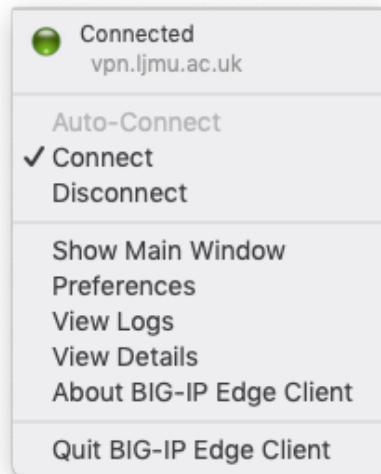 Connected
vpn.ljmu.ac.uk
Auto-Connect
✓ Connect
Disconnect
Show Main Window
Preferences
View Logs
View Details
About BIG-IP Edge Client
Quit BIG-IP Edge Client